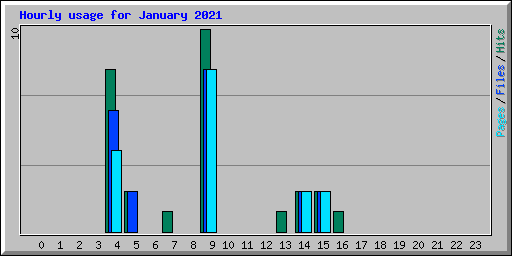 Hourly usage for January 2021
10
Pages/Files/Hits
0 1 2 3 4 5 6 7 8 9 10 11 12 13 14 15 16 17 18 19 20 21 22 23